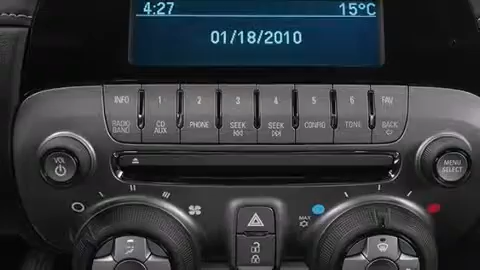 4:27 15°C
01/18/2010
INFO 1 2 3 4 5 6 FAV
RADIO/BAND CD/AUX PHONE SEEK SEEK CONFIG TONE BACK
VOL
MENU/SELECT
MAX